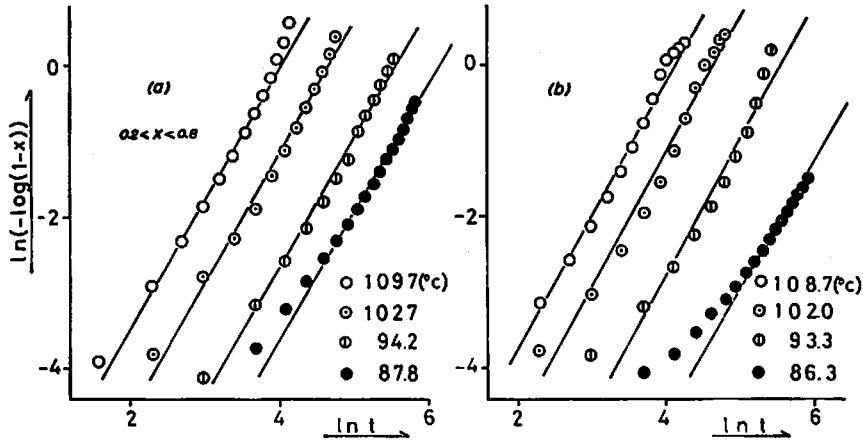 (a)
0.2<X<0.8
ln(-log(1-x))
0
-2
-4
2
4
6
ln t
1097(°c)
1027
94.2
87.8
(b)
0
-2
-4
2
4
6
ln t
108.7(°c)
102.0
93.3
86.3